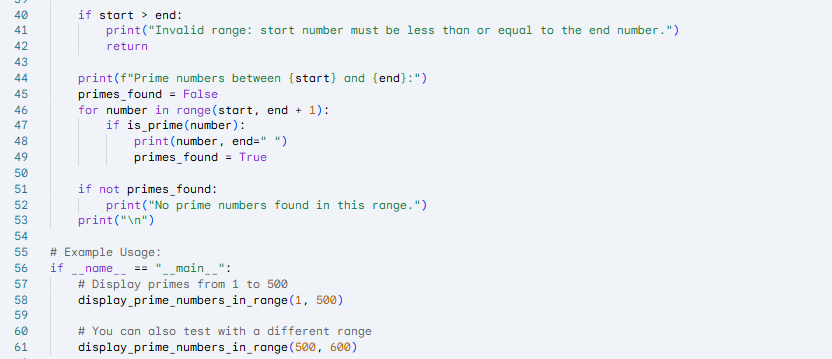 40 if start > end:
41 print("Invalid range: start number must be less than or equal to the end number.")
42 return
43
44 print(f"Prime numbers between {start} and {end}:")
45 primes_found = False
46 for number in range(start, end + 1):
47 if is_prime(number):
48 print(number, end=" ")
49 primes_found = True
50
51 if not primes_found:
52 print("No prime numbers found in this range.")
53 print("\n")
54
55 # Example Usage:
56 if __name__ == "__main__":
57 # Display primes from 1 to 500
58 display_prime_numbers_in_range(1, 500)
59
60 # You can also test with a different range
61 display_prime_numbers_in_range(500, 600)